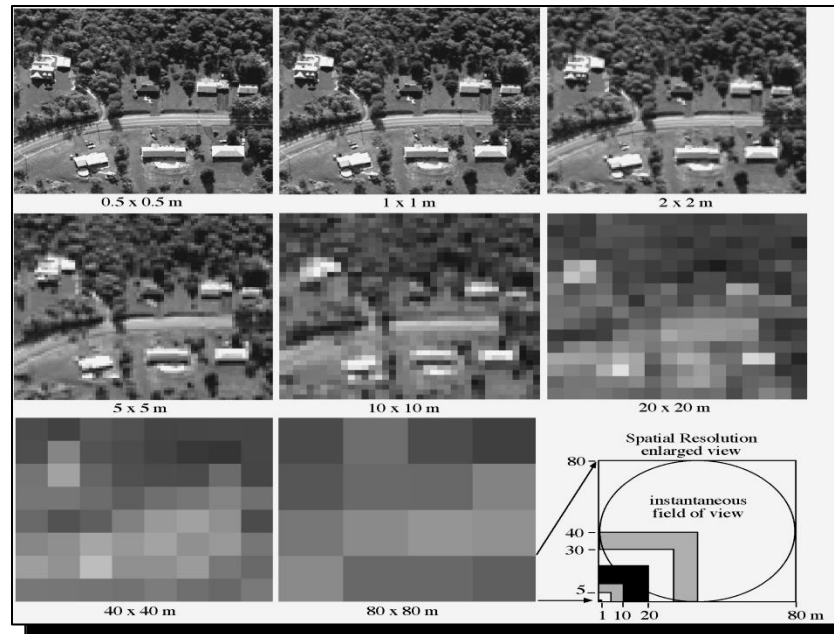 0.5 x 0.5 m
1 x 1 m
2 x 2 m
5 x 5 m
10 x 10 m
20 x 20 m
40 x 40 m
80 x 80 m
Spatial Resolution
enlarged view
80
instantaneous
field of view
40
30
5
1 10 20 80 m